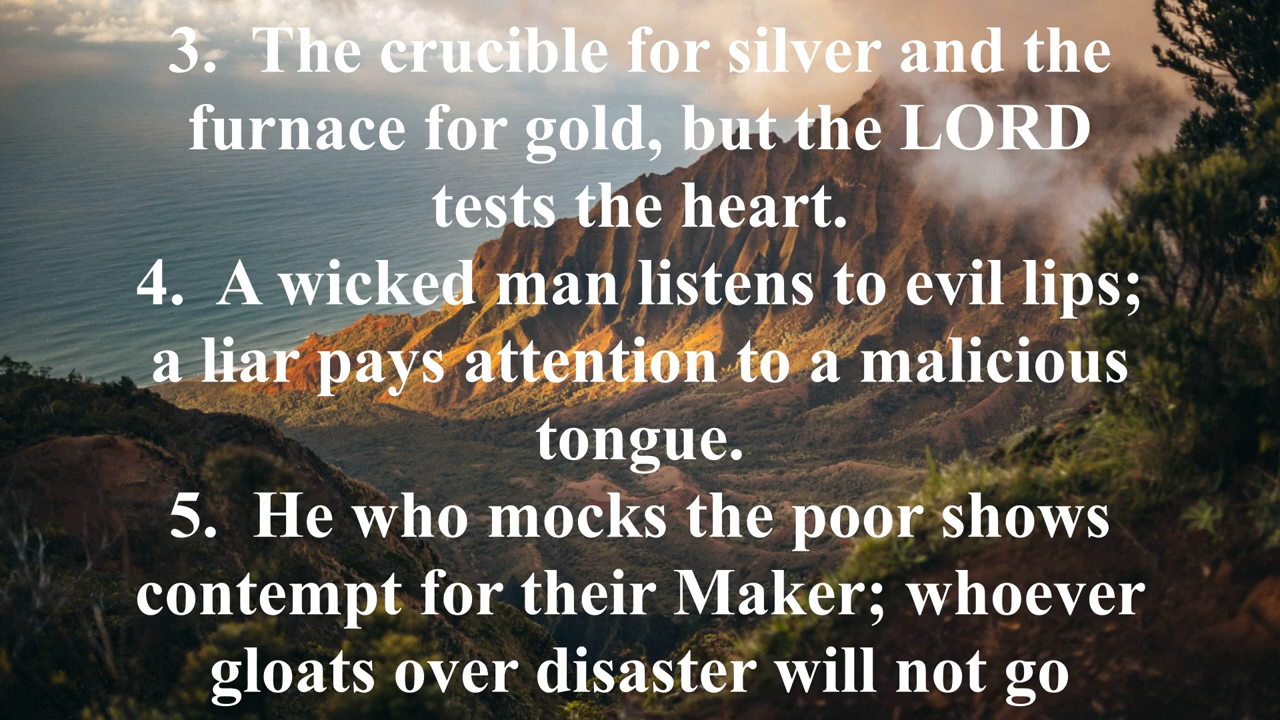 3.  The crucible for silver and the
furnace for gold, but the LORD
tests the heart.
4.  A wicked man listens to evil lips;
a liar pays attention to a malicious
tongue.
5.  He who mocks the poor shows
contempt for their Maker; whoever
gloats over disaster will not go